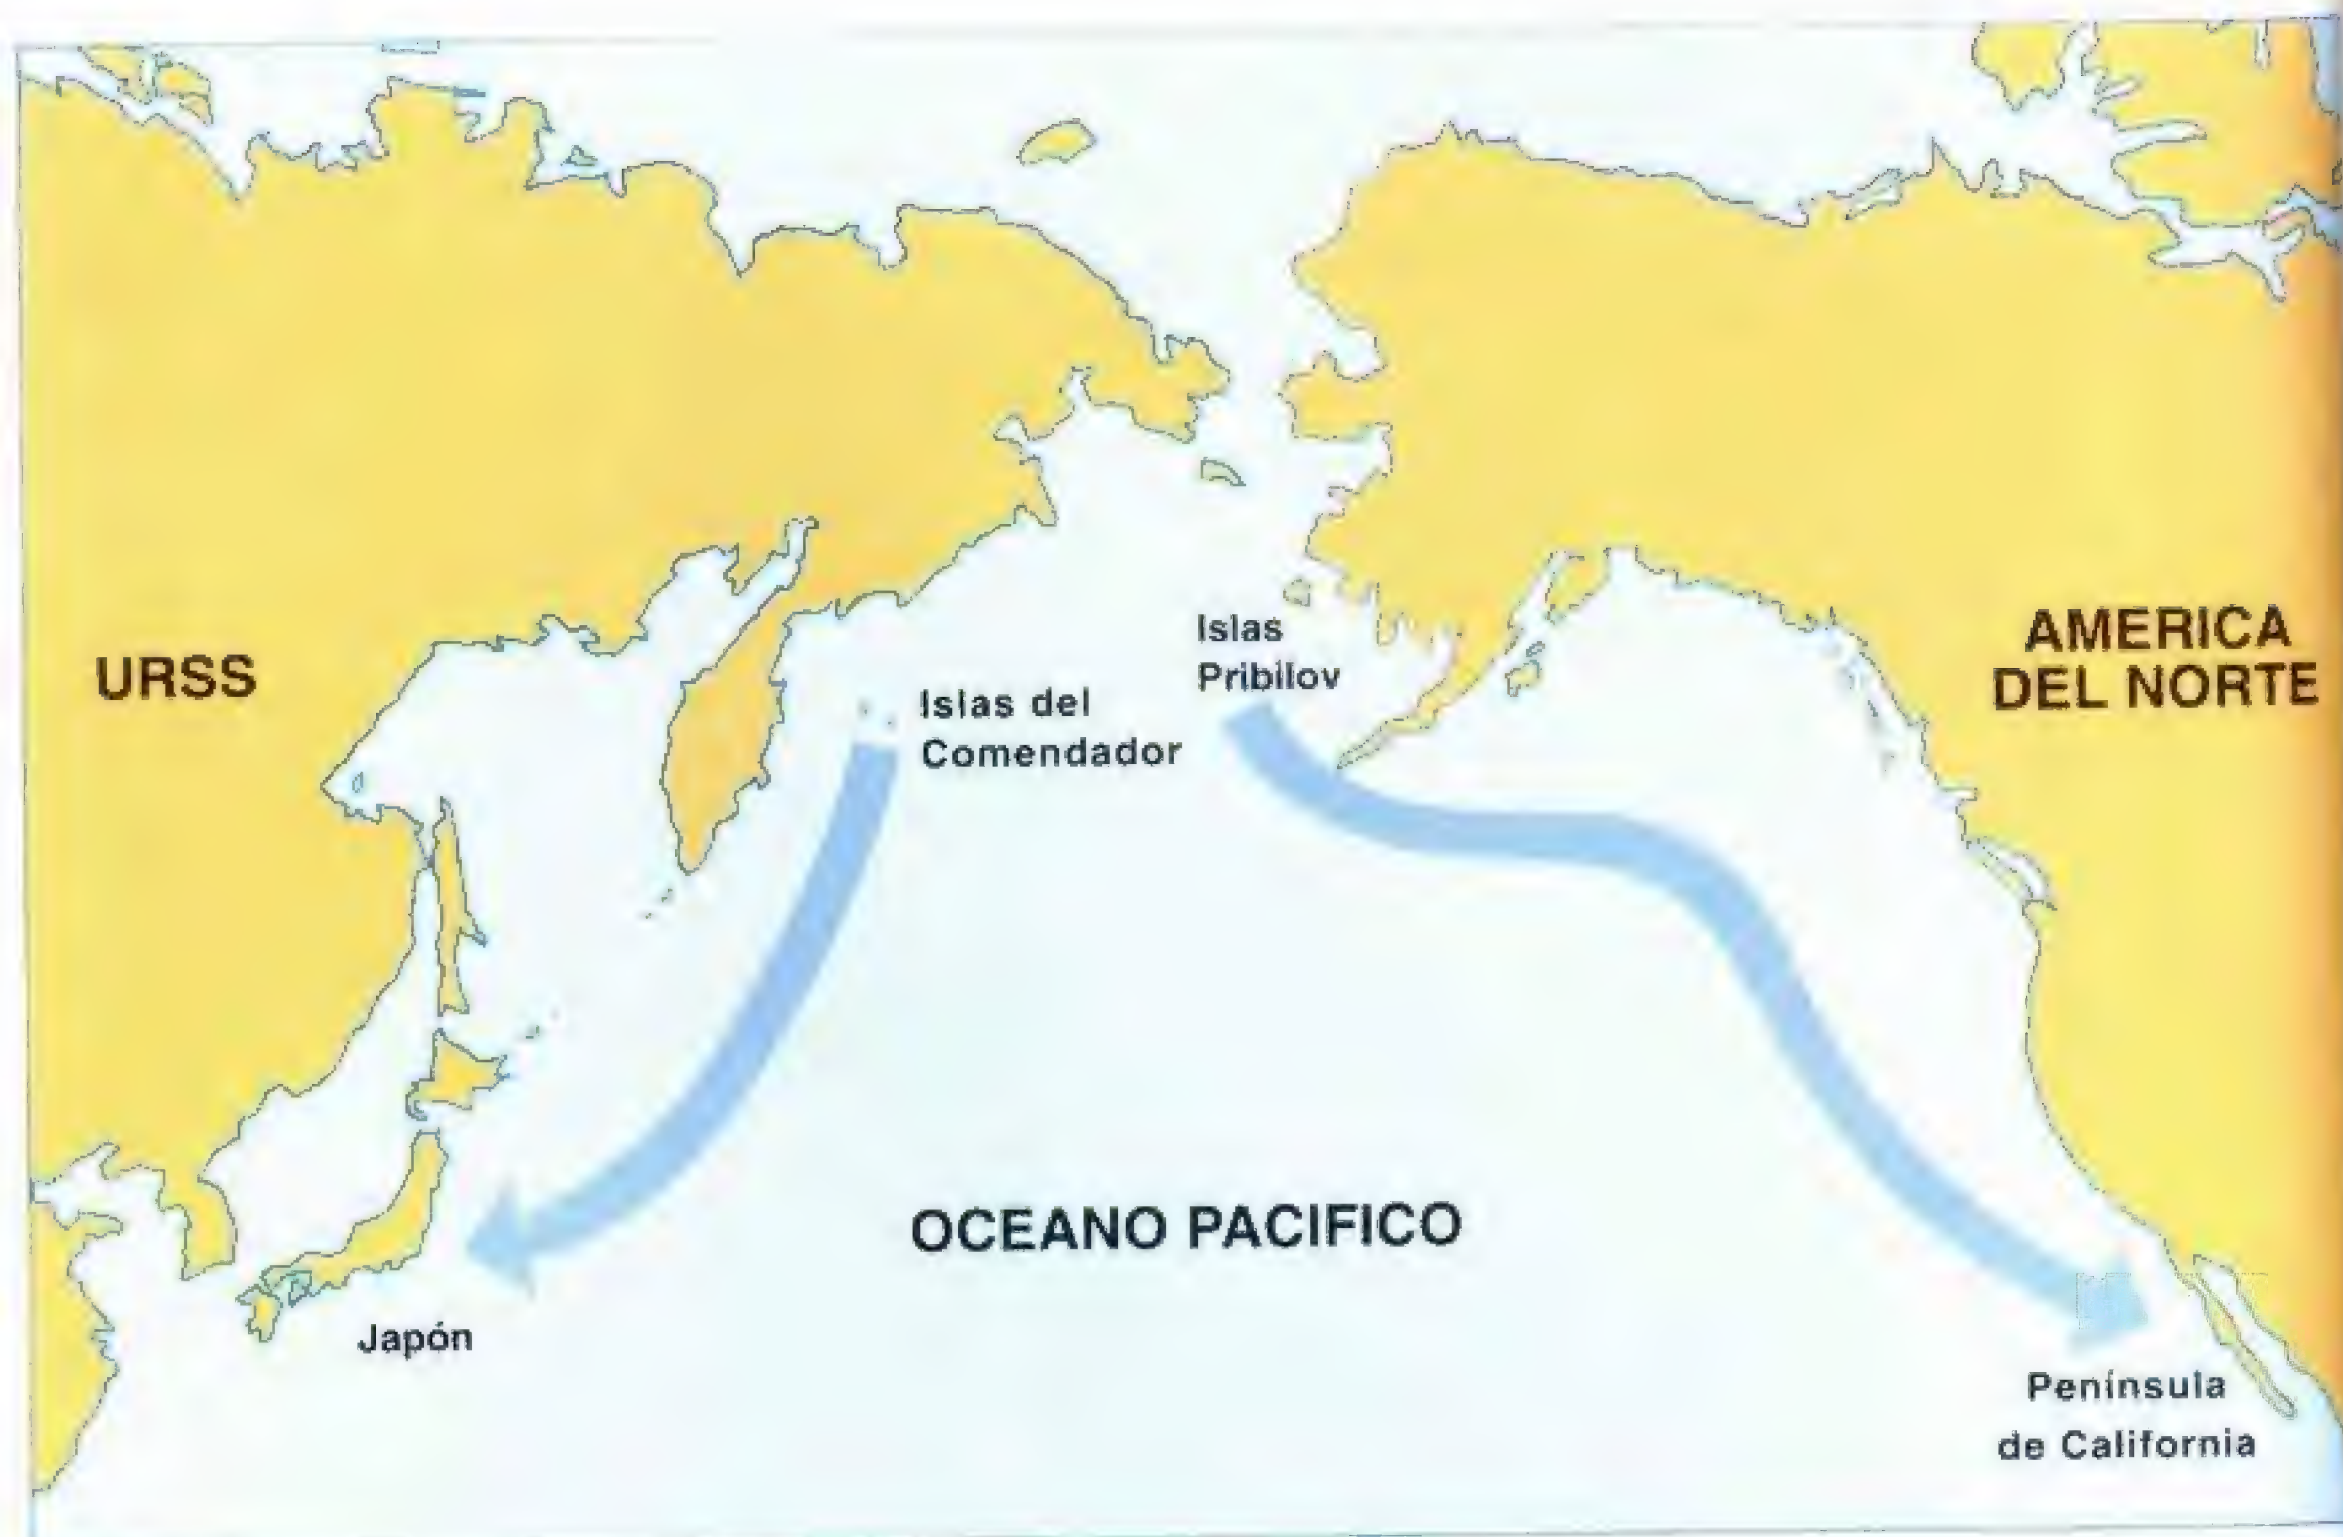 URSS
Islas del
Comendador
Islas
Pribilov
AMERICA
DEL NORTE
OCEANO PACIFICO
Japón
Península
de California